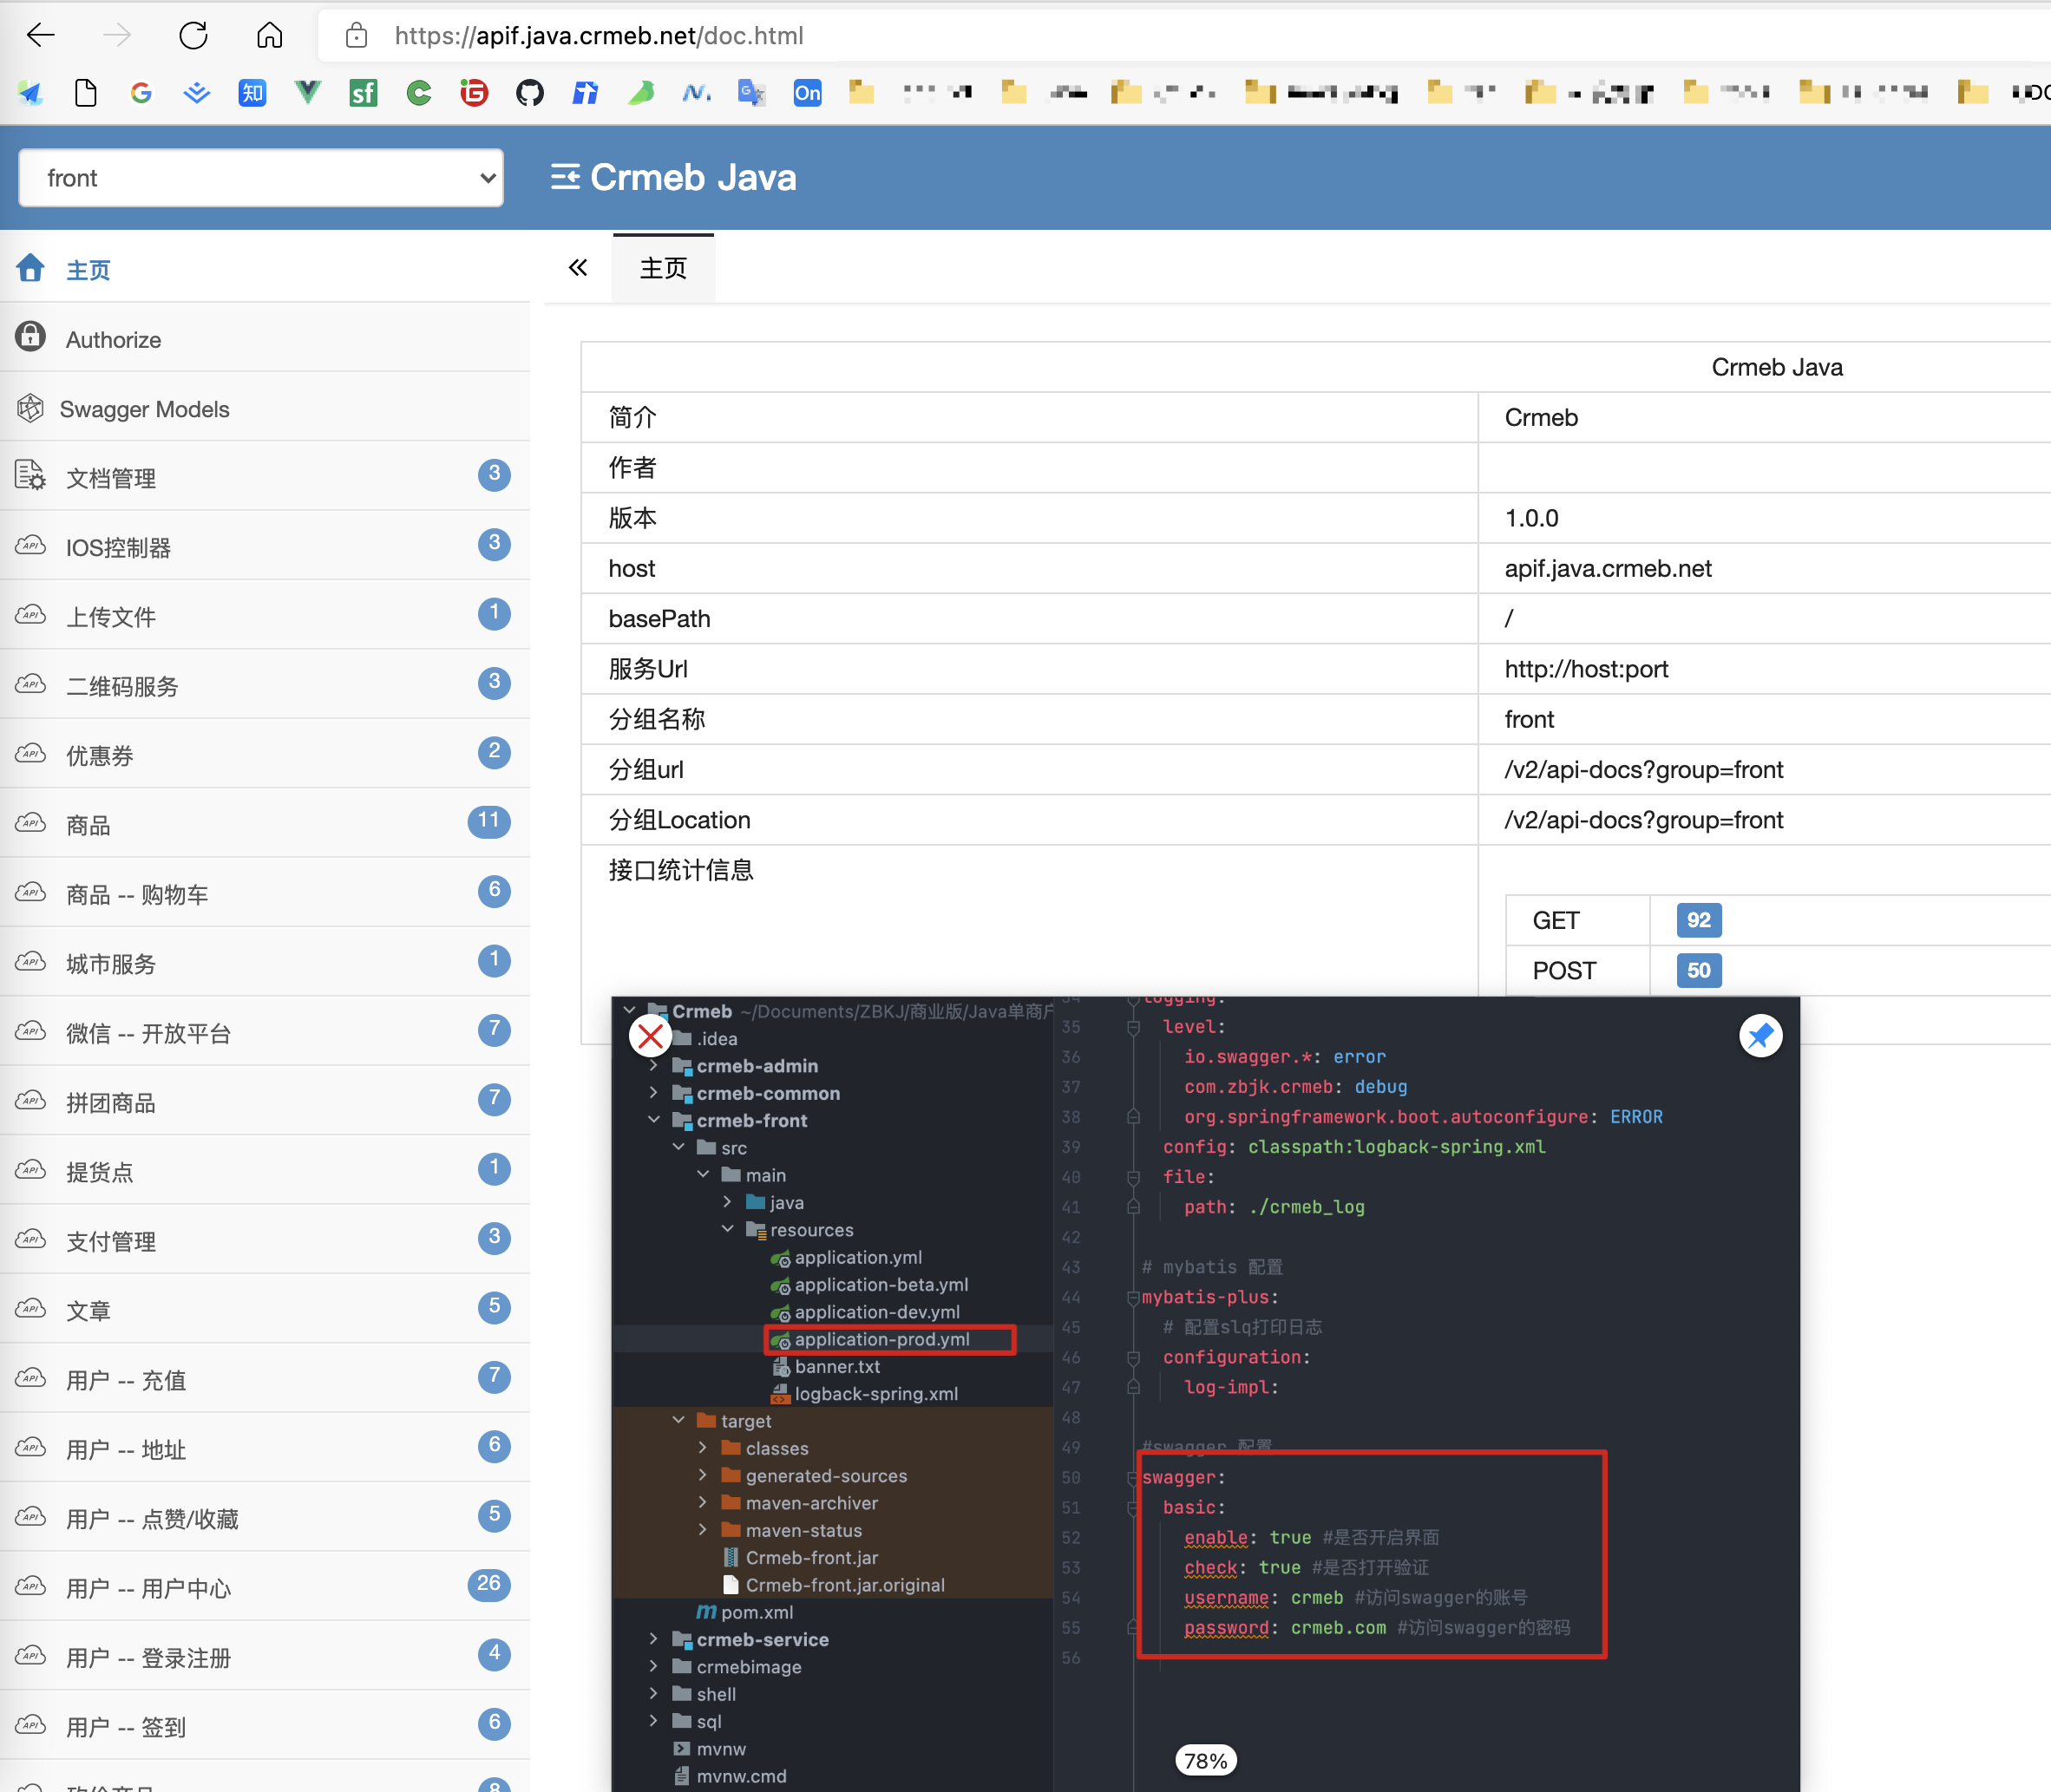 https://apif.java.crmeb.net/doc.html
知
sf
On
front
Crmeb Java
主页
主页
Authorize
Swagger Models
文档管理 3
IOS控制器 3
上传文件 1
二维码服务 3
优惠券 2
商品 11
商品 -- 购物车 6
城市服务 1
微信 -- 开放平台 7
拼团商品 7
提货点 1
支付管理 3
文章 5
用户 -- 充值 7
用户 -- 地址 6
用户 -- 点赞/收藏 5
用户 -- 用户中心 26
用户 -- 登录注册 4
用户 -- 签到 6
Crmeb Java
简介 Crmeb
作者
版本 1.0.0
host apif.java.crmeb.net
basePath /
服务Url http://host:port
分组名称 front
分组url /v2/api-docs?group=front
分组Location /v2/api-docs?group=front
接口统计信息
GET 92
POST 50
Crmeb ~/Documents/ZBKJ/商业版/Java单商户
.idea
crmeb-admin
crmeb-common
crmeb-front
src
main
java
resources
application.yml
application-beta.yml
application-dev.yml
application-prod.yml
banner.txt
logback-spring.xml
target
classes
generated-sources
maven-archiver
maven-status
Crmeb-front.jar
Crmeb-front.jar.original
pom.xml
crmeb-service
crmebimage
shell
sql
mvnw
mvnw.cmd
34 logging:
35 level:
36 io.swagger.*: error
37 com.zbjk.crmeb: debug
38 org.springframework.boot.autoconfigure: ERROR
39 config: classpath:logback-spring.xml
40 file:
41 path: ./crmeb_log
42
43 # mybatis 配置
44 mybatis-plus:
45 # 配置slq打印日志
46 configuration:
47 log-impl:
48
49 #swagger 配置
50 swagger:
51 basic:
52 enable: true #是否开启界面
53 check: true #是否打开验证
54 username: crmeb #访问swagger的账号
55 password: crmeb.com #访问swagger的密码
56
78%